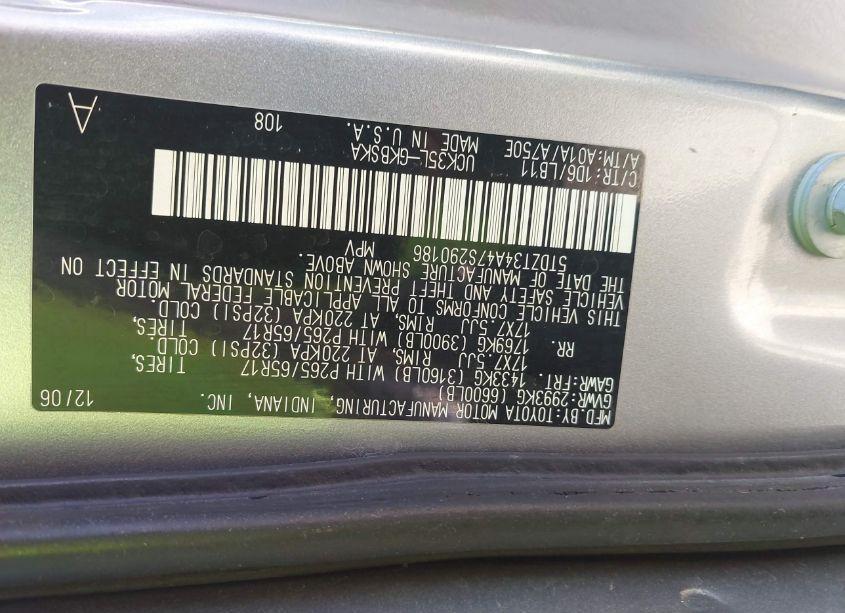 MFD.BY:TOYOTA MOTOR MANUFACTURING, INDIANA, INC. 12/06
GVWR:2993KG (6600LB)
GAWR:FRT. 1433KG (3160LB) WITH P265/65R17 TIRES,
17X7.5JJ RIMS, AT 220KPA (32PSI) COLD.
RR. 1769KG (3900LB) WITH P265/65R17 TIRES,
17X7.5JJ RIMS, AT 220KPA (32PSI) COLD.
THIS VEHICLE CONFORMS TO ALL APPLICABLE FEDERAL MOTOR
VEHICLE SAFETY AND THEFT PREVENTION STANDARDS IN EFFECT ON
THE DATE OF MANUFACTURE SHOWN ABOVE.
5TDZT34A47S290186 MPV
C/TR:1D6/LB11 UCK35L-GKBSKA
A/TM:A01A/A750E MADE IN U.S.A. 108 A